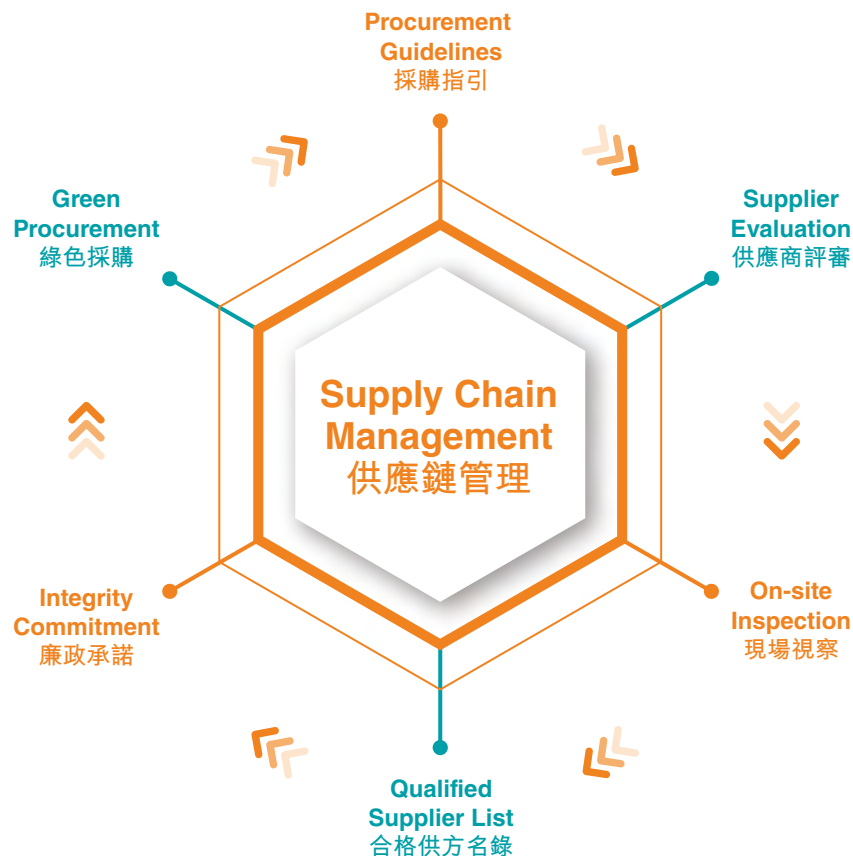 Procurement
Guidelines
採購指引
Green
Procurement
綠色採購
Supplier
Evaluation
供應商評審
Supply Chain
Management
供應鏈管理
Integrity
Commitment
廉政承諾
On-site
Inspection
現場視察
Qualified
Supplier List
合格供方名錄